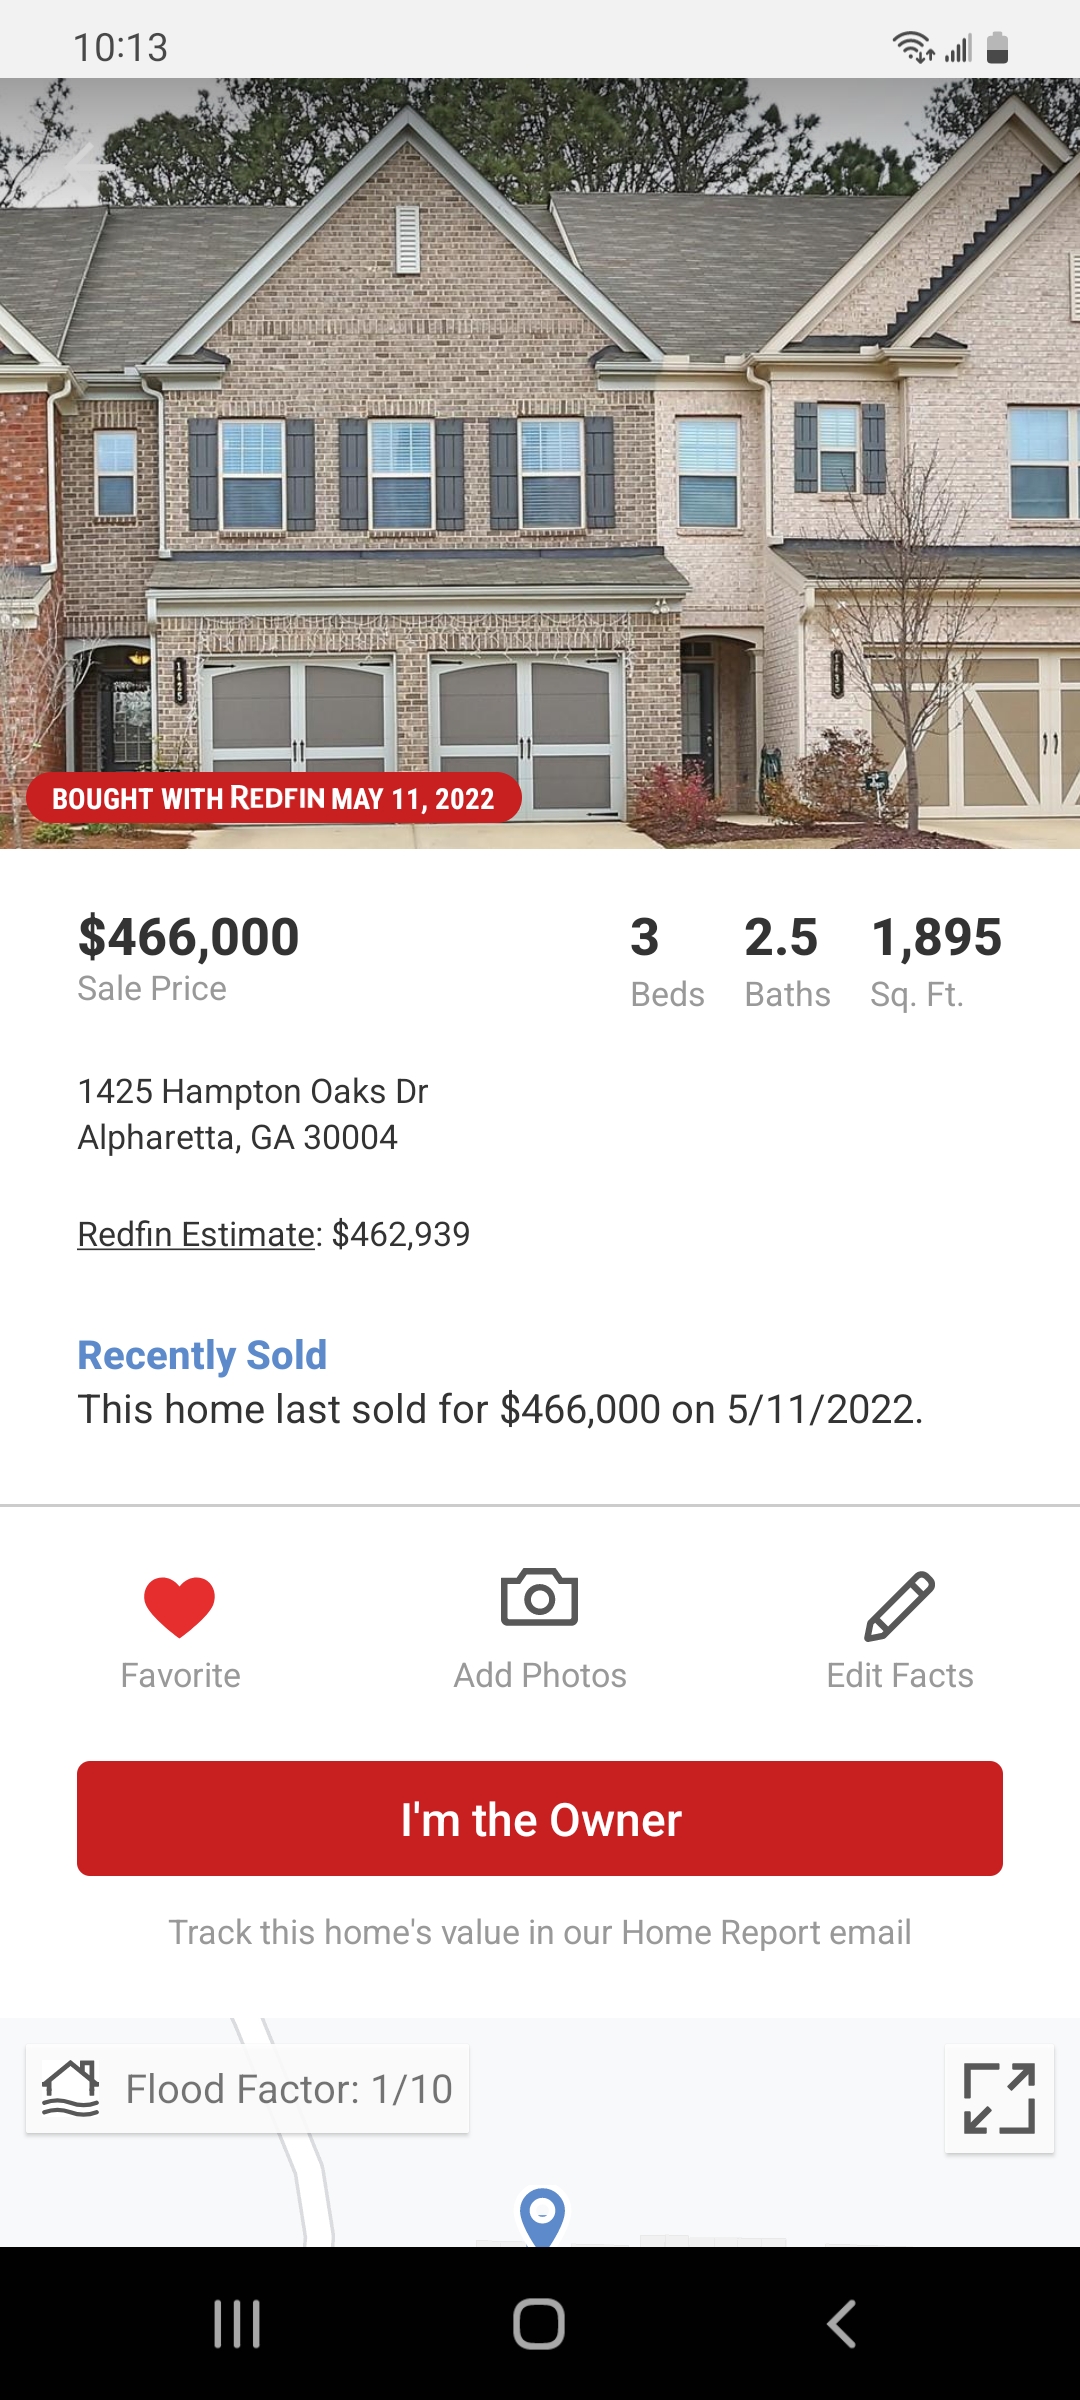 10:13
1425
BOUGHT WITH REDFIN MAY 11, 2022
$466,000
Sale Price
3
Beds
2.5
Baths
1,895
Sq. Ft.
1425 Hampton Oaks Dr
Alpharetta, GA 30004
Redfin Estimate: $462,939
Recently Sold
This home last sold for $466,000 on 5/11/2022.
Favorite
Add Photos
Edit Facts
I'm the Owner
Track this home's value in our Home Report email
Flood Factor: 1/10